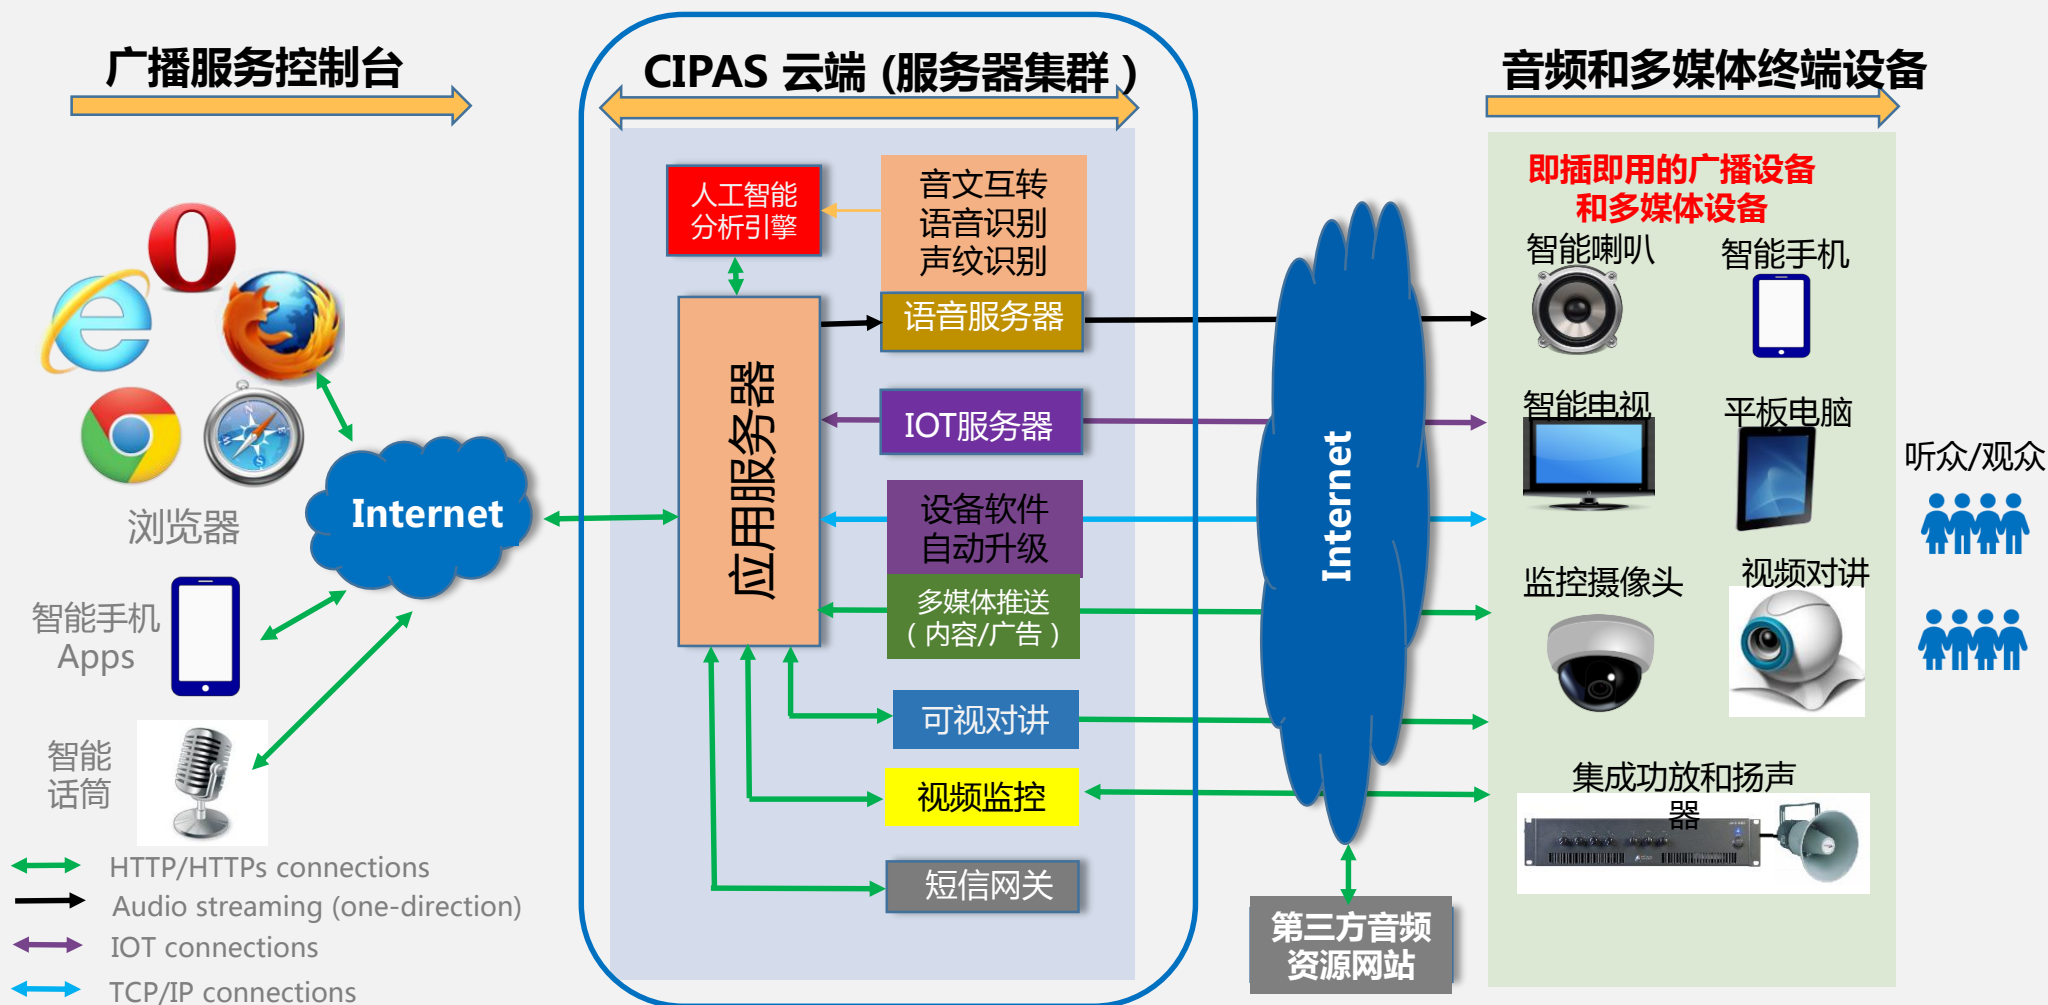 广播服务控制台
浏览器
智能手机
Apps
智能
话筒
Internet
HTTP/HTTPs connections
Audio streaming (one-direction)
IOT connections
TCP/IP connections
CIPAS 云端 (服务器集群)
人工智能
分析引擎
音文互转
语音识别
声纹识别
应用服务器
语音服务器
IOT服务器
设备软件
自动升级
多媒体推送
(内容/广告)
可视对讲
视频监控
短信网关
Internet
第三方音频
资源网站
音频和多媒体终端设备
即插即用的广播设备
和多媒体设备
智能喇叭
智能手机
智能电视
平板电脑
监控摄像头
视频对讲
集成功放和扬声
器
听众/观众